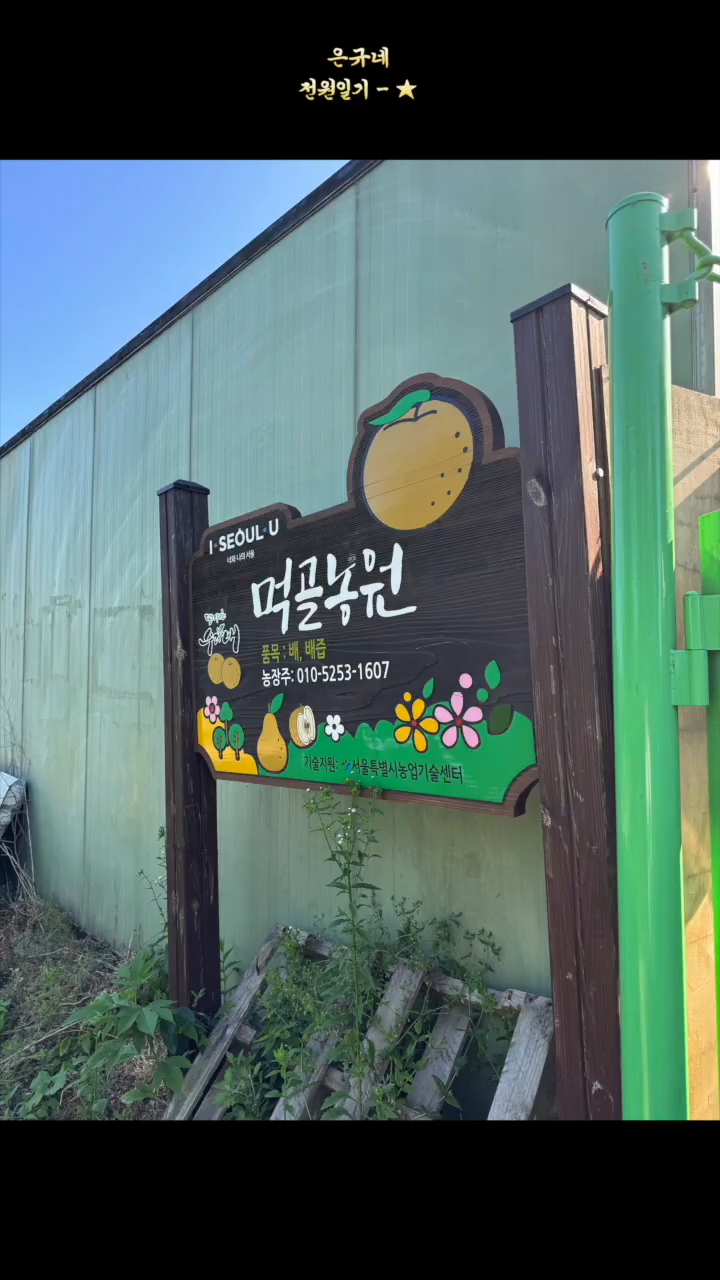 은규네
전원일기 - ★
I·SEOUL·U
너와 나의 서울
먹골농원
품목 : 배, 배즙
농장주: 010-5253-1607
기술지원: 서울특별시농업기술센터